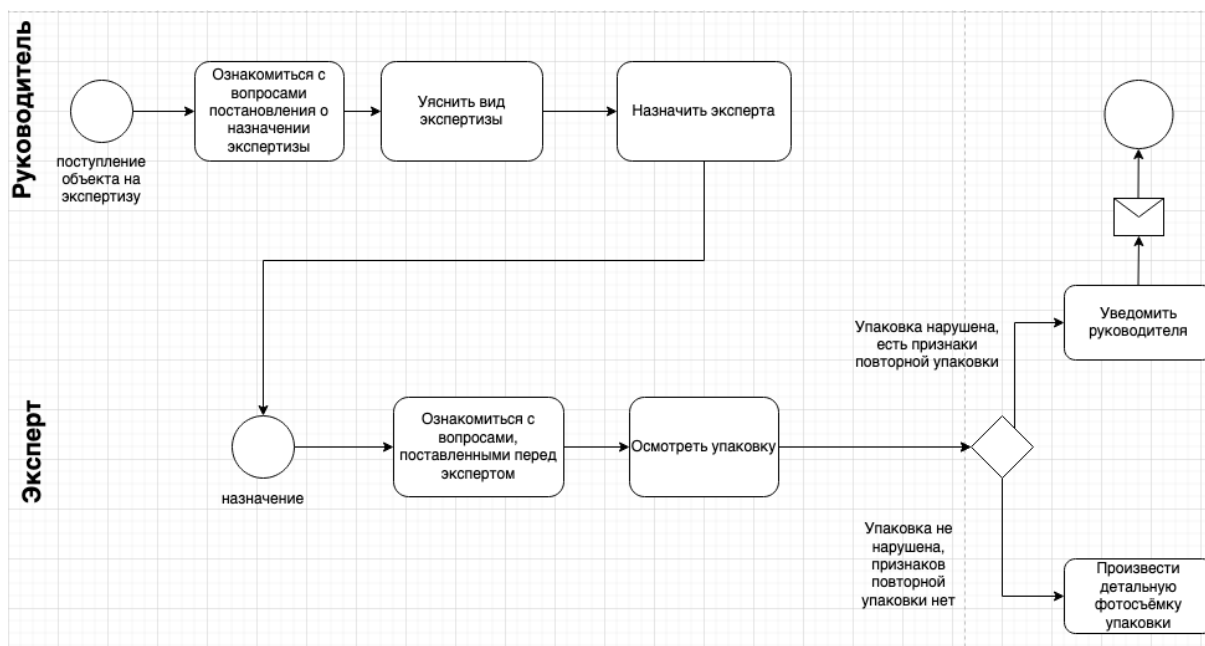 Руководитель
Ознакомиться с
вопросами
постановления о
назначении
экспертизы
Уяснить вид
экспертизы
Назначить эксперта
поступление
объекта на
экспертизу
Уведомить
руководителя
Упаковка нарушена,
есть признаки
повторной упаковки
Эксперт
назначение
Ознакомиться с
вопросами,
поставленными перед
экспертом
Осмотреть упаковку
Упаковка не
нарушена,
признаков
повторной
упаковки нет
Произвести
детальную
фотосъёмку
упаковки